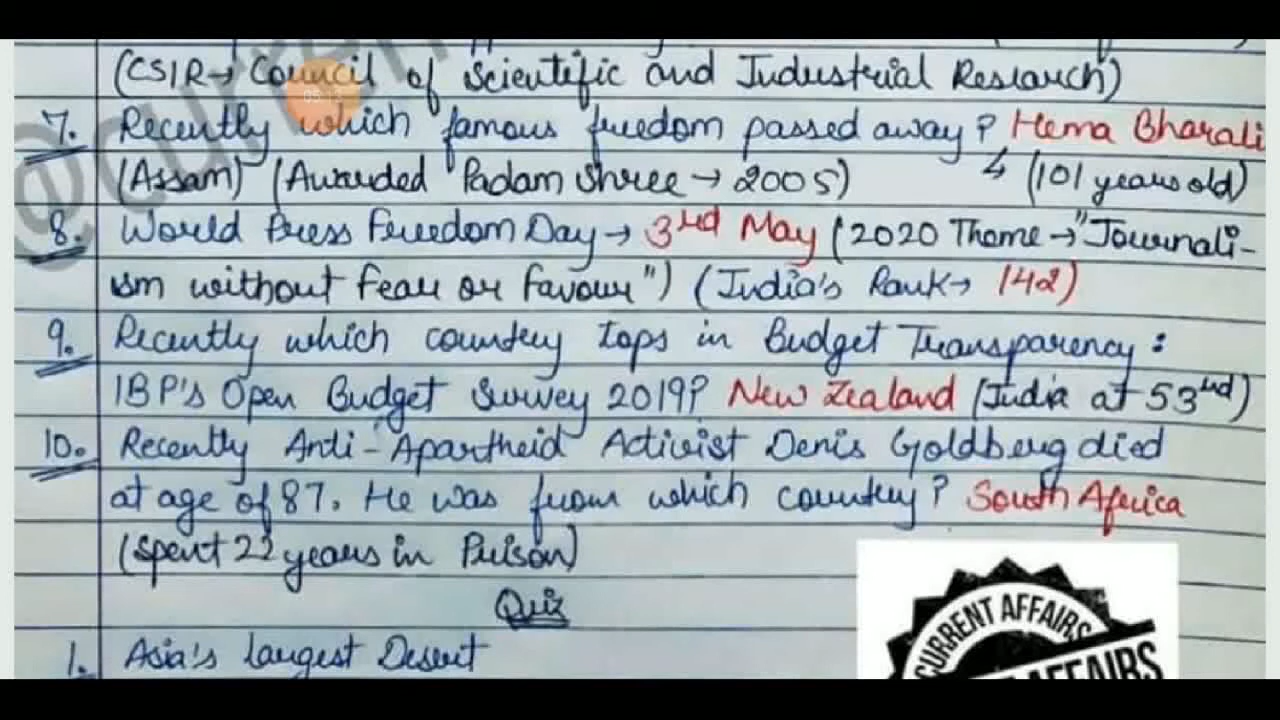 (CSIR→ Council of Scientific and Industrial Research)
7. Recently which famous freedom passed away? Hema Bharali
(Assam) (Awarded Padam Shree → 2005) ↳ (101 years old)
8. World Press Freedom Day → 3rd May (2020 Theme → "Journali-
ism without Fear or Favour") (India's Rank → 142)
9. Recently which country tops in Budget Transparency:
IBP's Open Budget Survey 2019? New Zealand (India at 53rd)
10. Recently Anti-Apartheid Activist Denis Goldberg died
at age of 87. He was from which country? South Africa
(Spent 22 years in Prison)
Quiz
1. Asia's largest Desert
@curren
CURRENT AFFAIRS
AFFAIRS